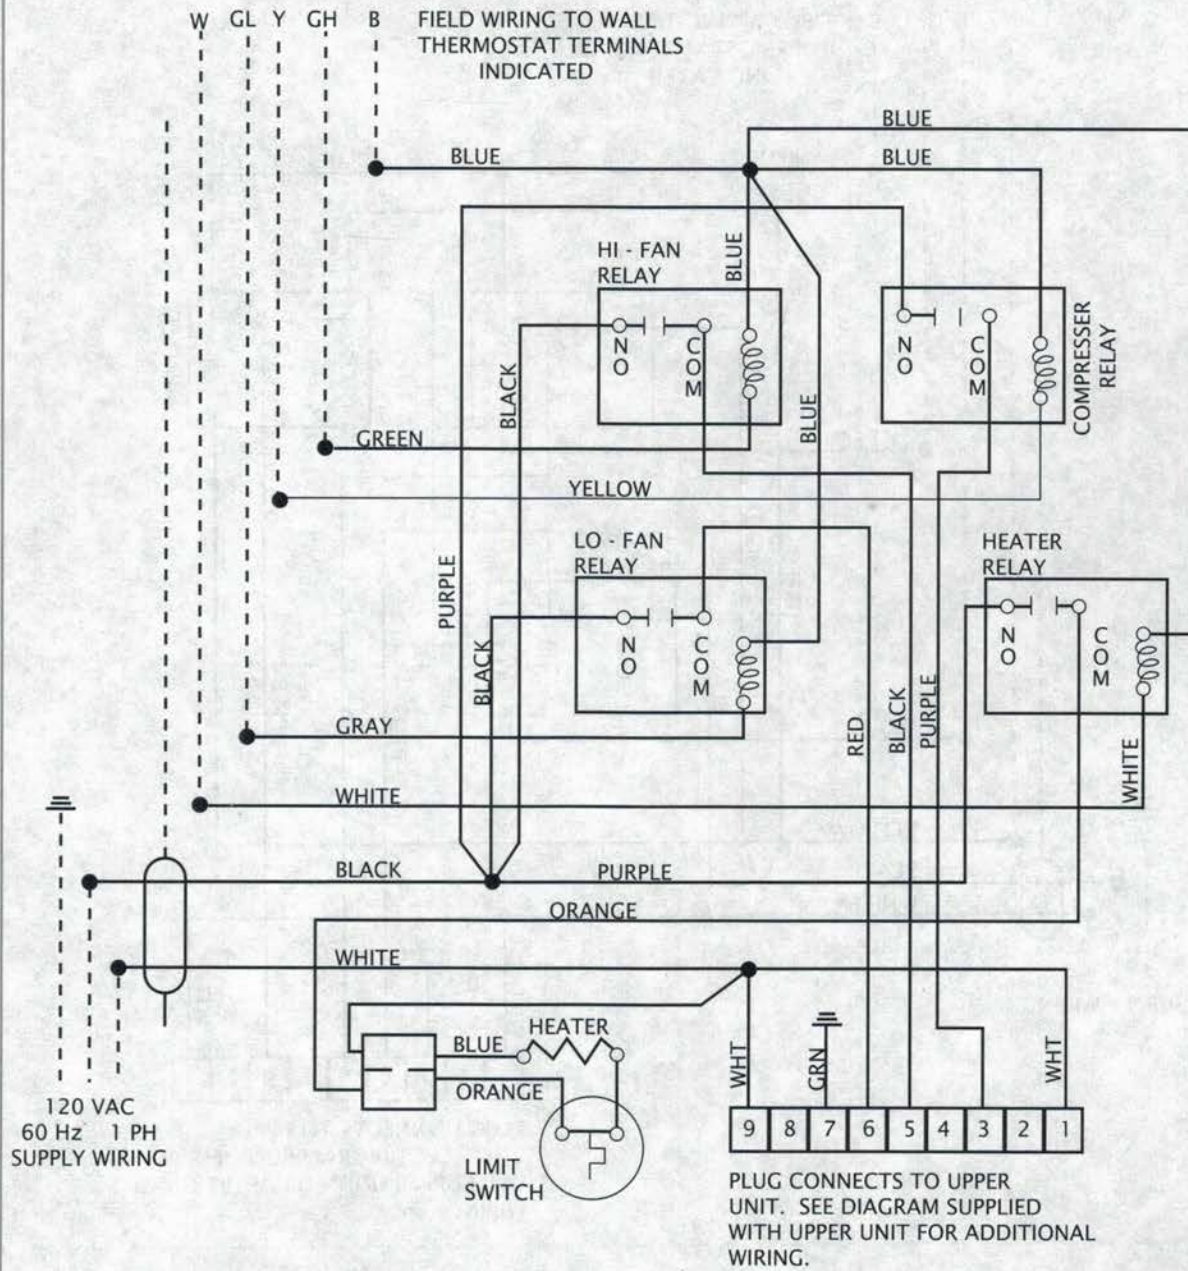 W GL Y GH B
FIELD WIRING TO WALL
THERMOSTAT TERMINALS
INDICATED
BLUE
BLUE
BLUE
HI - FAN
RELAY
BLUE
NO
COM
NO
COM
COMPRESSER
RELAY
BLACK
BLUE
GREEN
YELLOW
LO - FAN
RELAY
HEATER
RELAY
PURPLE
BLACK
NO
COM
NO
COM
RED
BLACK
PURPLE
GRAY
WHITE
WHITE
BLACK
PURPLE
ORANGE
WHITE
HEATER
BLUE
ORANGE
WHT
GRN
WHT
120 VAC
60 Hz 1 PH
SUPPLY WIRING
LIMIT
SWITCH
9 8 7 6 5 4 3 2 1
PLUG CONNECTS TO UPPER
UNIT. SEE DIAGRAM SUPPLIED
WITH UPPER UNIT FOR ADDITIONAL
WIRING.